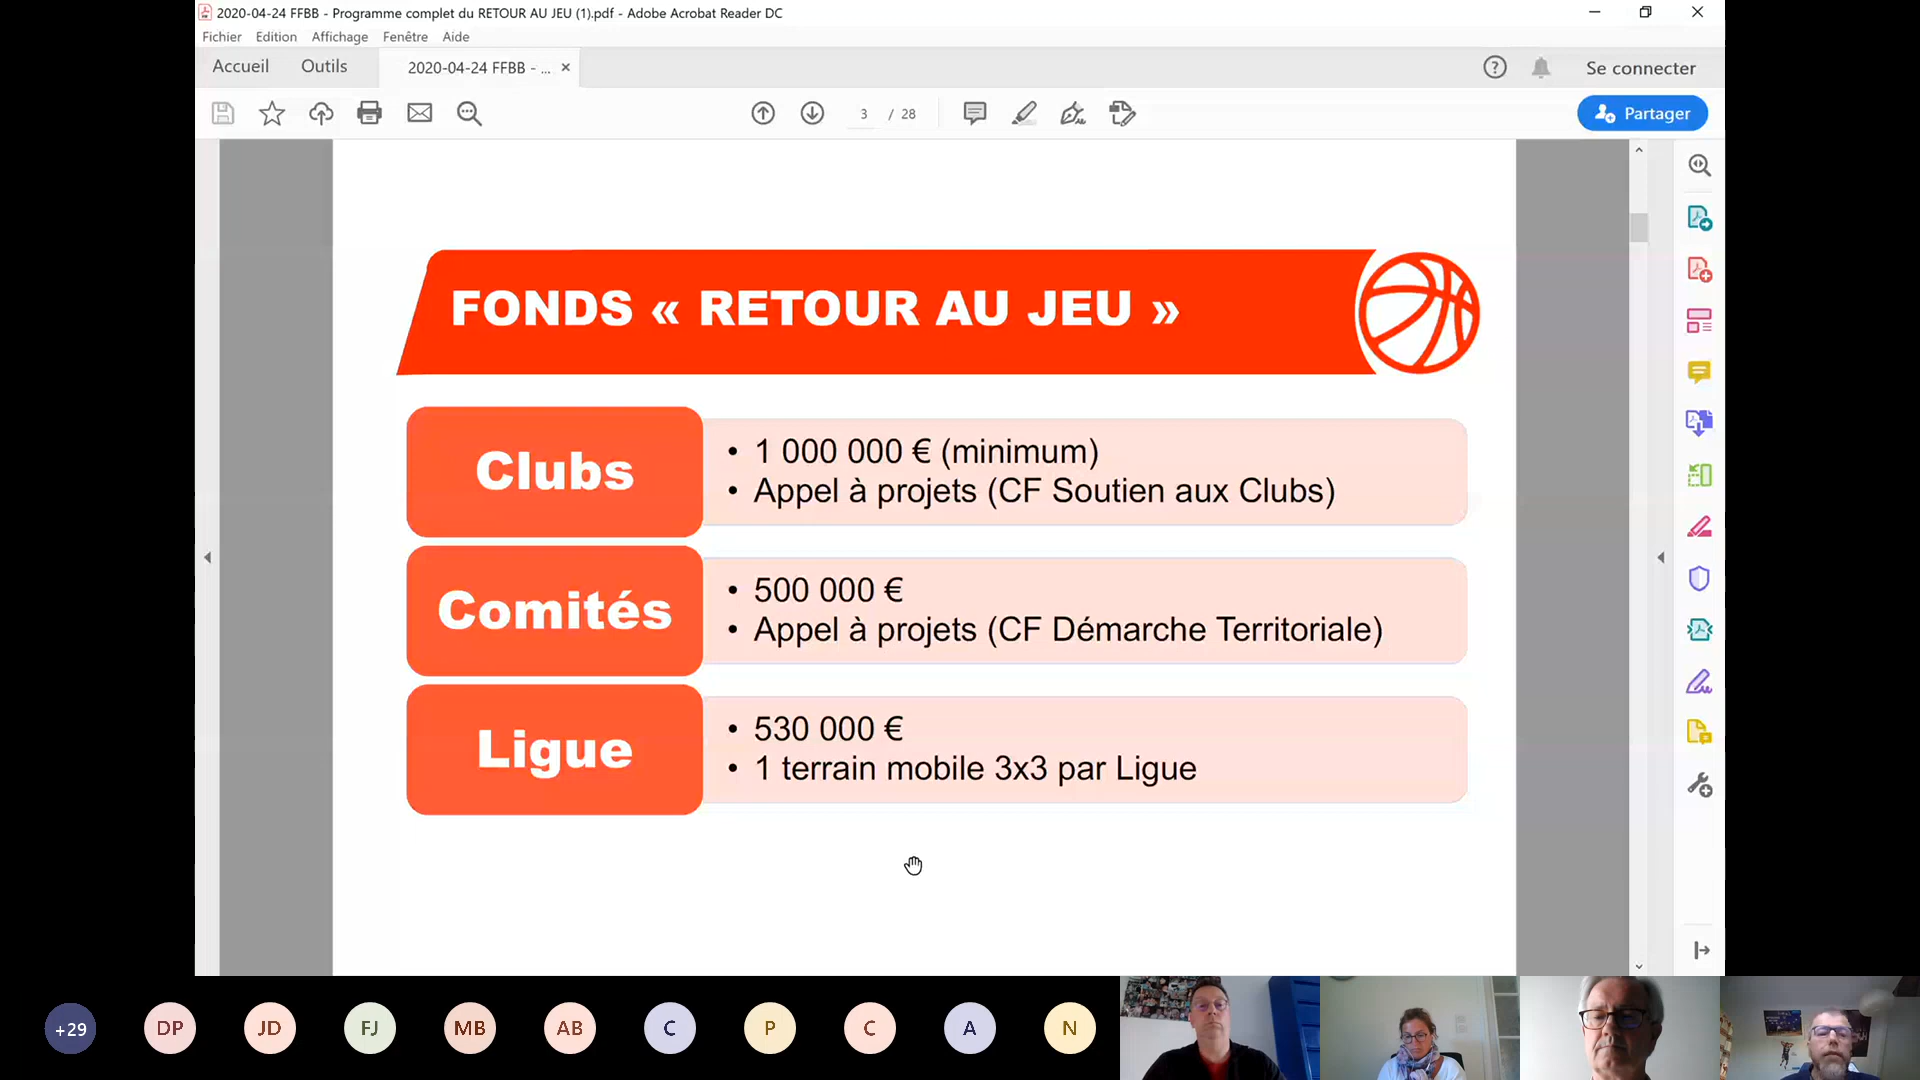 2020-04-24 FFBB - Programme complet du RETOUR AU JEU (1).pdf - Adobe Acrobat Reader DC
Fichier Edition Affichage Fenêtre Aide
Accueil Outils 2020-04-24 FFBB - ... × Se connecter
3 / 28 Partager
FONDS « RETOUR AU JEU »
Clubs
• 1 000 000 € (minimum)
• Appel à projets (CF Soutien aux Clubs)
Comités
• 500 000 €
• Appel à projets (CF Démarche Territoriale)
Ligue
• 530 000 €
• 1 terrain mobile 3x3 par Ligue
+29 DP JD FJ MB AB C P C A N